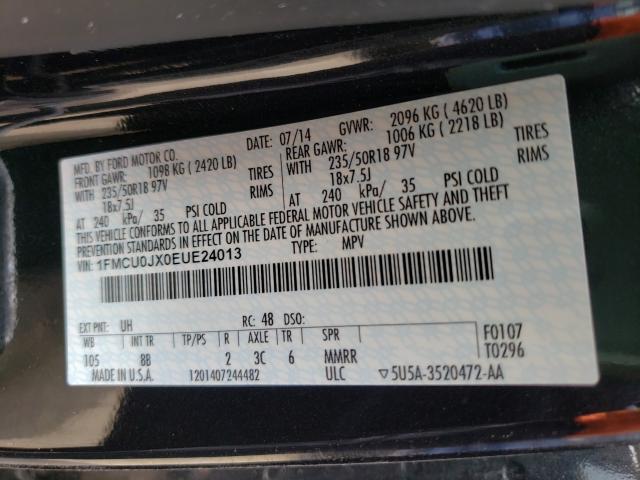 MFD. BY FORD MOTOR CO.
DATE: 07/14 GVWR: 2096 KG ( 4620 LB)
FRONT GAWR: 1098 KG ( 2420 LB) REAR GAWR: 1006 KG ( 2218 LB)
WITH 235/50R18 97V TIRES WITH 235/50R18 97V TIRES
18x7.5J RIMS 18x7.5J RIMS
AT 240 kPa/ 35 PSI COLD AT 240 kPa/ 35 PSI COLD
THIS VEHICLE CONFORMS TO ALL APPLICABLE FEDERAL MOTOR VEHICLE SAFETY AND THEFT
PREVENTION STANDARDS IN EFFECT ON THE DATE OF MANUFACTURE SHOWN ABOVE.
VIN: 1FMCU0JX0EUE24013 TYPE: MPV
EXT PNT: UH RC: 48 DSO: F0107
WB INT TR TP/PS R AXLE TR SPR T0296
105 8B 2 3C 6 MMRR
MADE IN U.S.A. 1201407244482 ULC ▽5U5A-3520472-AA